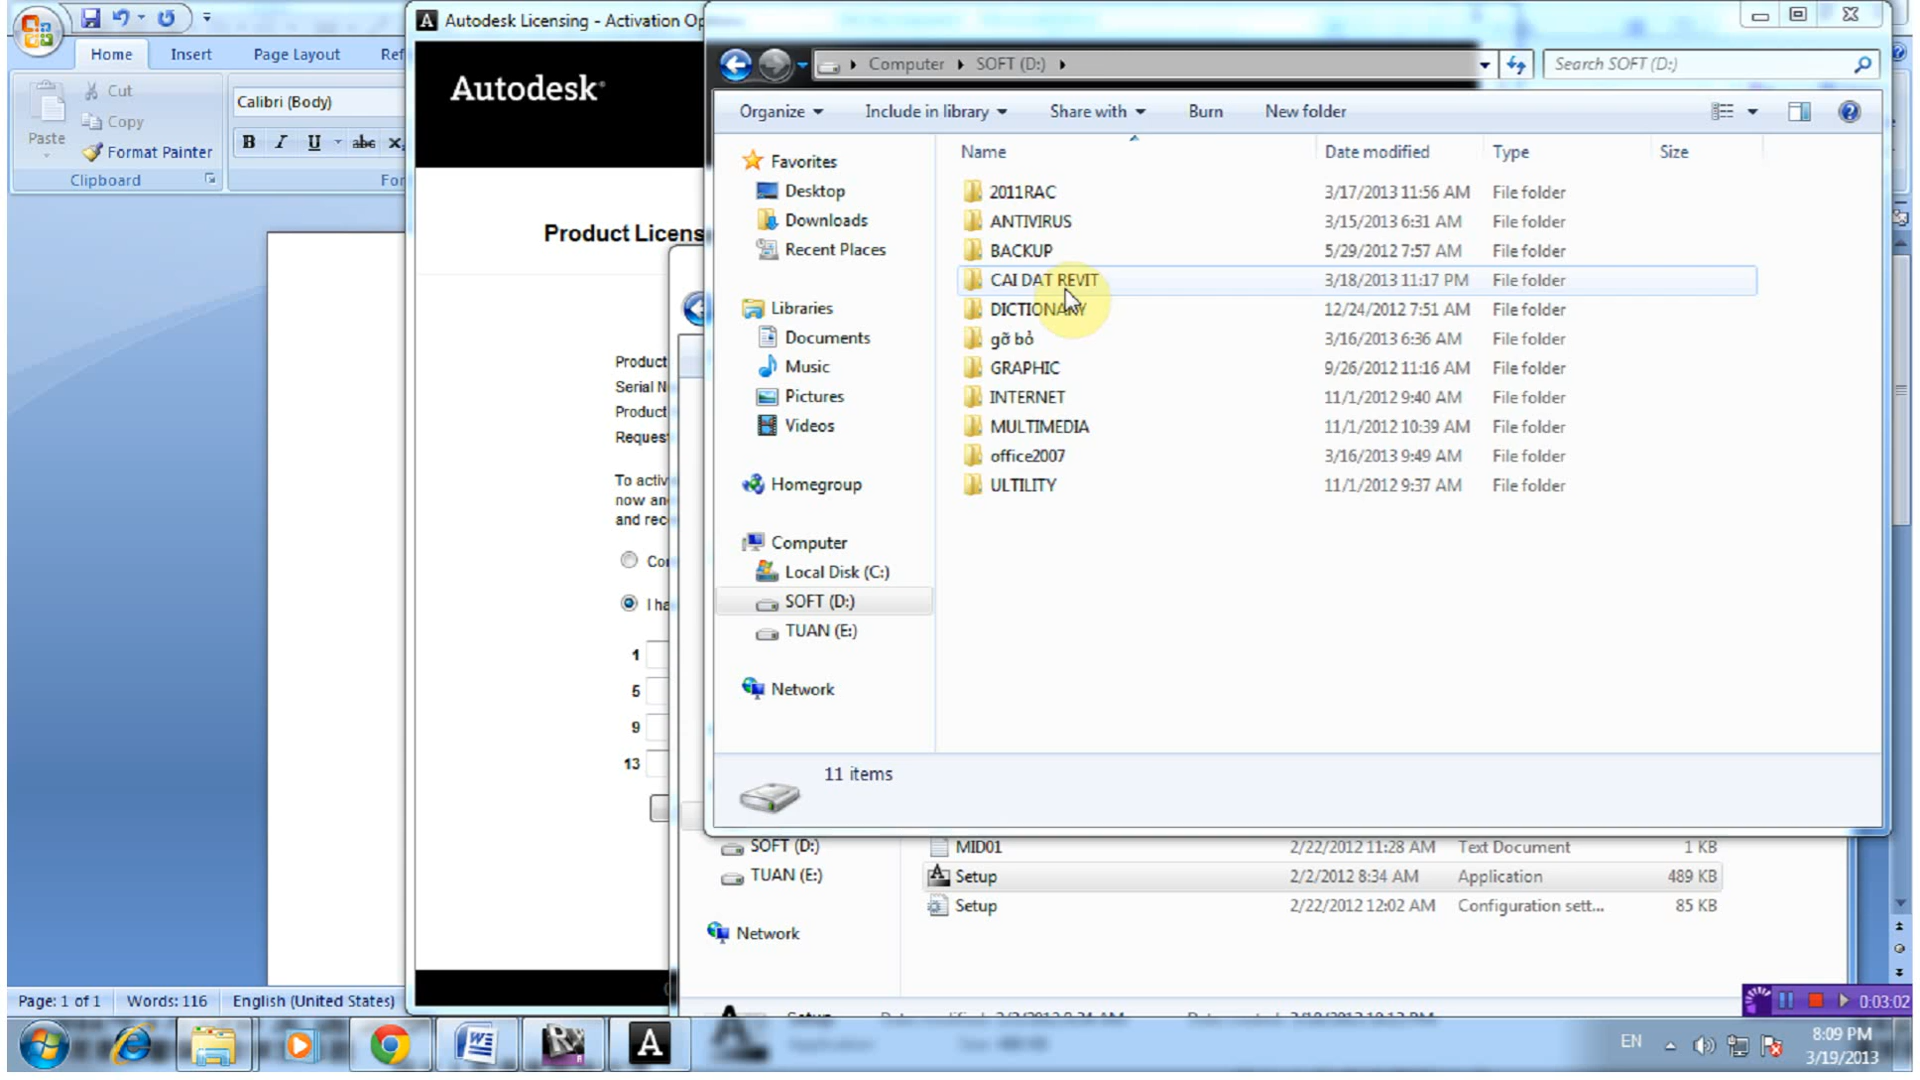 Home Insert Page Layout Ref
Cut
Copy
Paste
Format Painter
Clipboard
Calibri (Body)
B I U abc x
For
Autodesk Licensing - Activation Op
Autodesk
Product Licens
Product
Serial N
Product
Reques
To activ
now an
and rec
Con
I ha
1
5
9
13
Computer SOFT (D:)
Search SOFT (D:)
Organize Include in library Share with Burn New folder
Favorites
Desktop
Downloads
Recent Places
Libraries
Documents
Music
Pictures
Videos
Homegroup
Computer
Local Disk (C:)
SOFT (D:)
TUAN (E:)
Network
Name Date modified Type Size
2011RAC 3/17/2013 11:56 AM File folder
ANTIVIRUS 3/15/2013 6:31 AM File folder
BACKUP 5/29/2012 7:57 AM File folder
CAI DAT REVIT 3/18/2013 11:17 PM File folder
DICTIONARY 12/24/2012 7:51 AM File folder
gỡ bỏ 3/16/2013 6:36 AM File folder
GRAPHIC 9/26/2012 11:16 AM File folder
INTERNET 11/1/2012 9:40 AM File folder
MULTIMEDIA 11/1/2012 10:39 AM File folder
office2007 3/16/2013 9:49 AM File folder
ULTILITY 11/1/2012 9:37 AM File folder
11 items
SOFT (D:)
TUAN (E:)
Network
MID01 2/22/2012 11:28 AM Text Document 1 KB
Setup 2/2/2012 8:34 AM Application 489 KB
Setup 2/22/2012 12:02 AM Configuration sett... 85 KB
Page: 1 of 1 Words: 116 English (United States)
0:03:02
EN
8:09 PM
3/19/2013